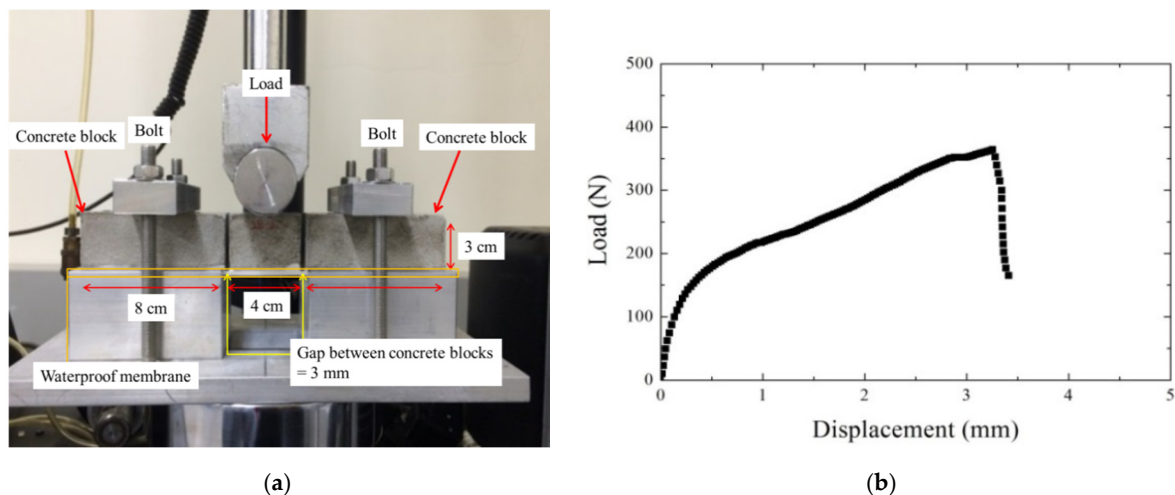 Load
Bolt
Bolt
Concrete block
Concrete block
3 cm
8 cm
4 cm
Gap between concrete blocks
= 3 mm
Waterproof membrane
(a)
500
400
300
200
100
0
Load (N)
0 1 2 3 4 5
Displacement (mm)
(b)